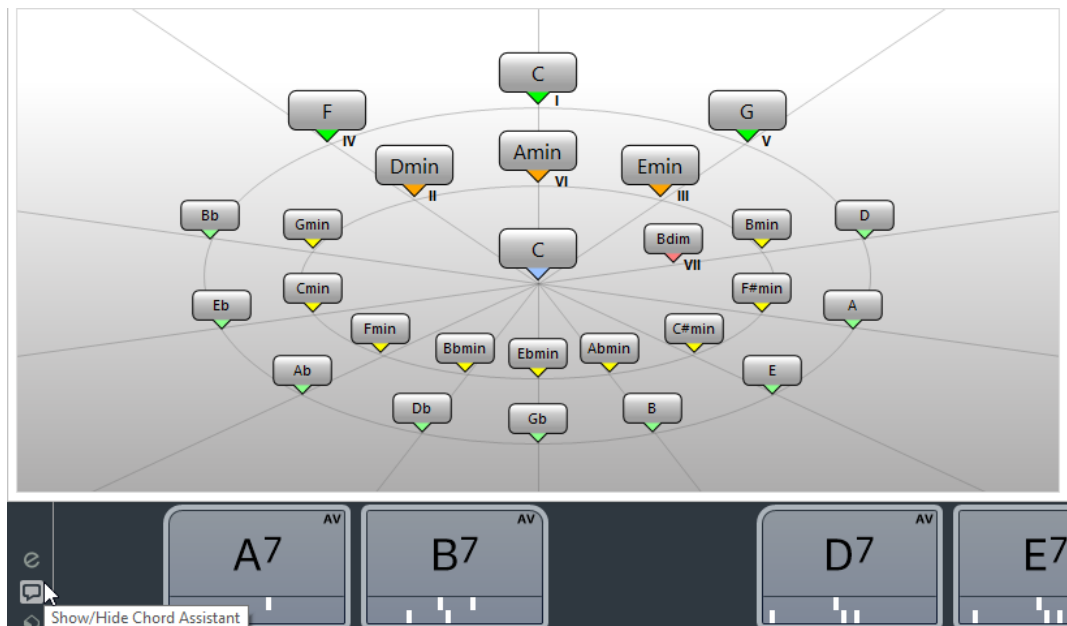 C
I
F
IV
G
V
Dmin
II
Amin
VI
Emin
III
Bb
Gmin
C
Bdim
VII
Bmin
D
Eb
Cmin
F#min
A
Fmin
C#min
Bbmin
Ebmin
Abmin
Ab
E
Db
Gb
B
AV
A7
AV
B7
AV
D7
E7
e
Show/Hide Chord Assistant